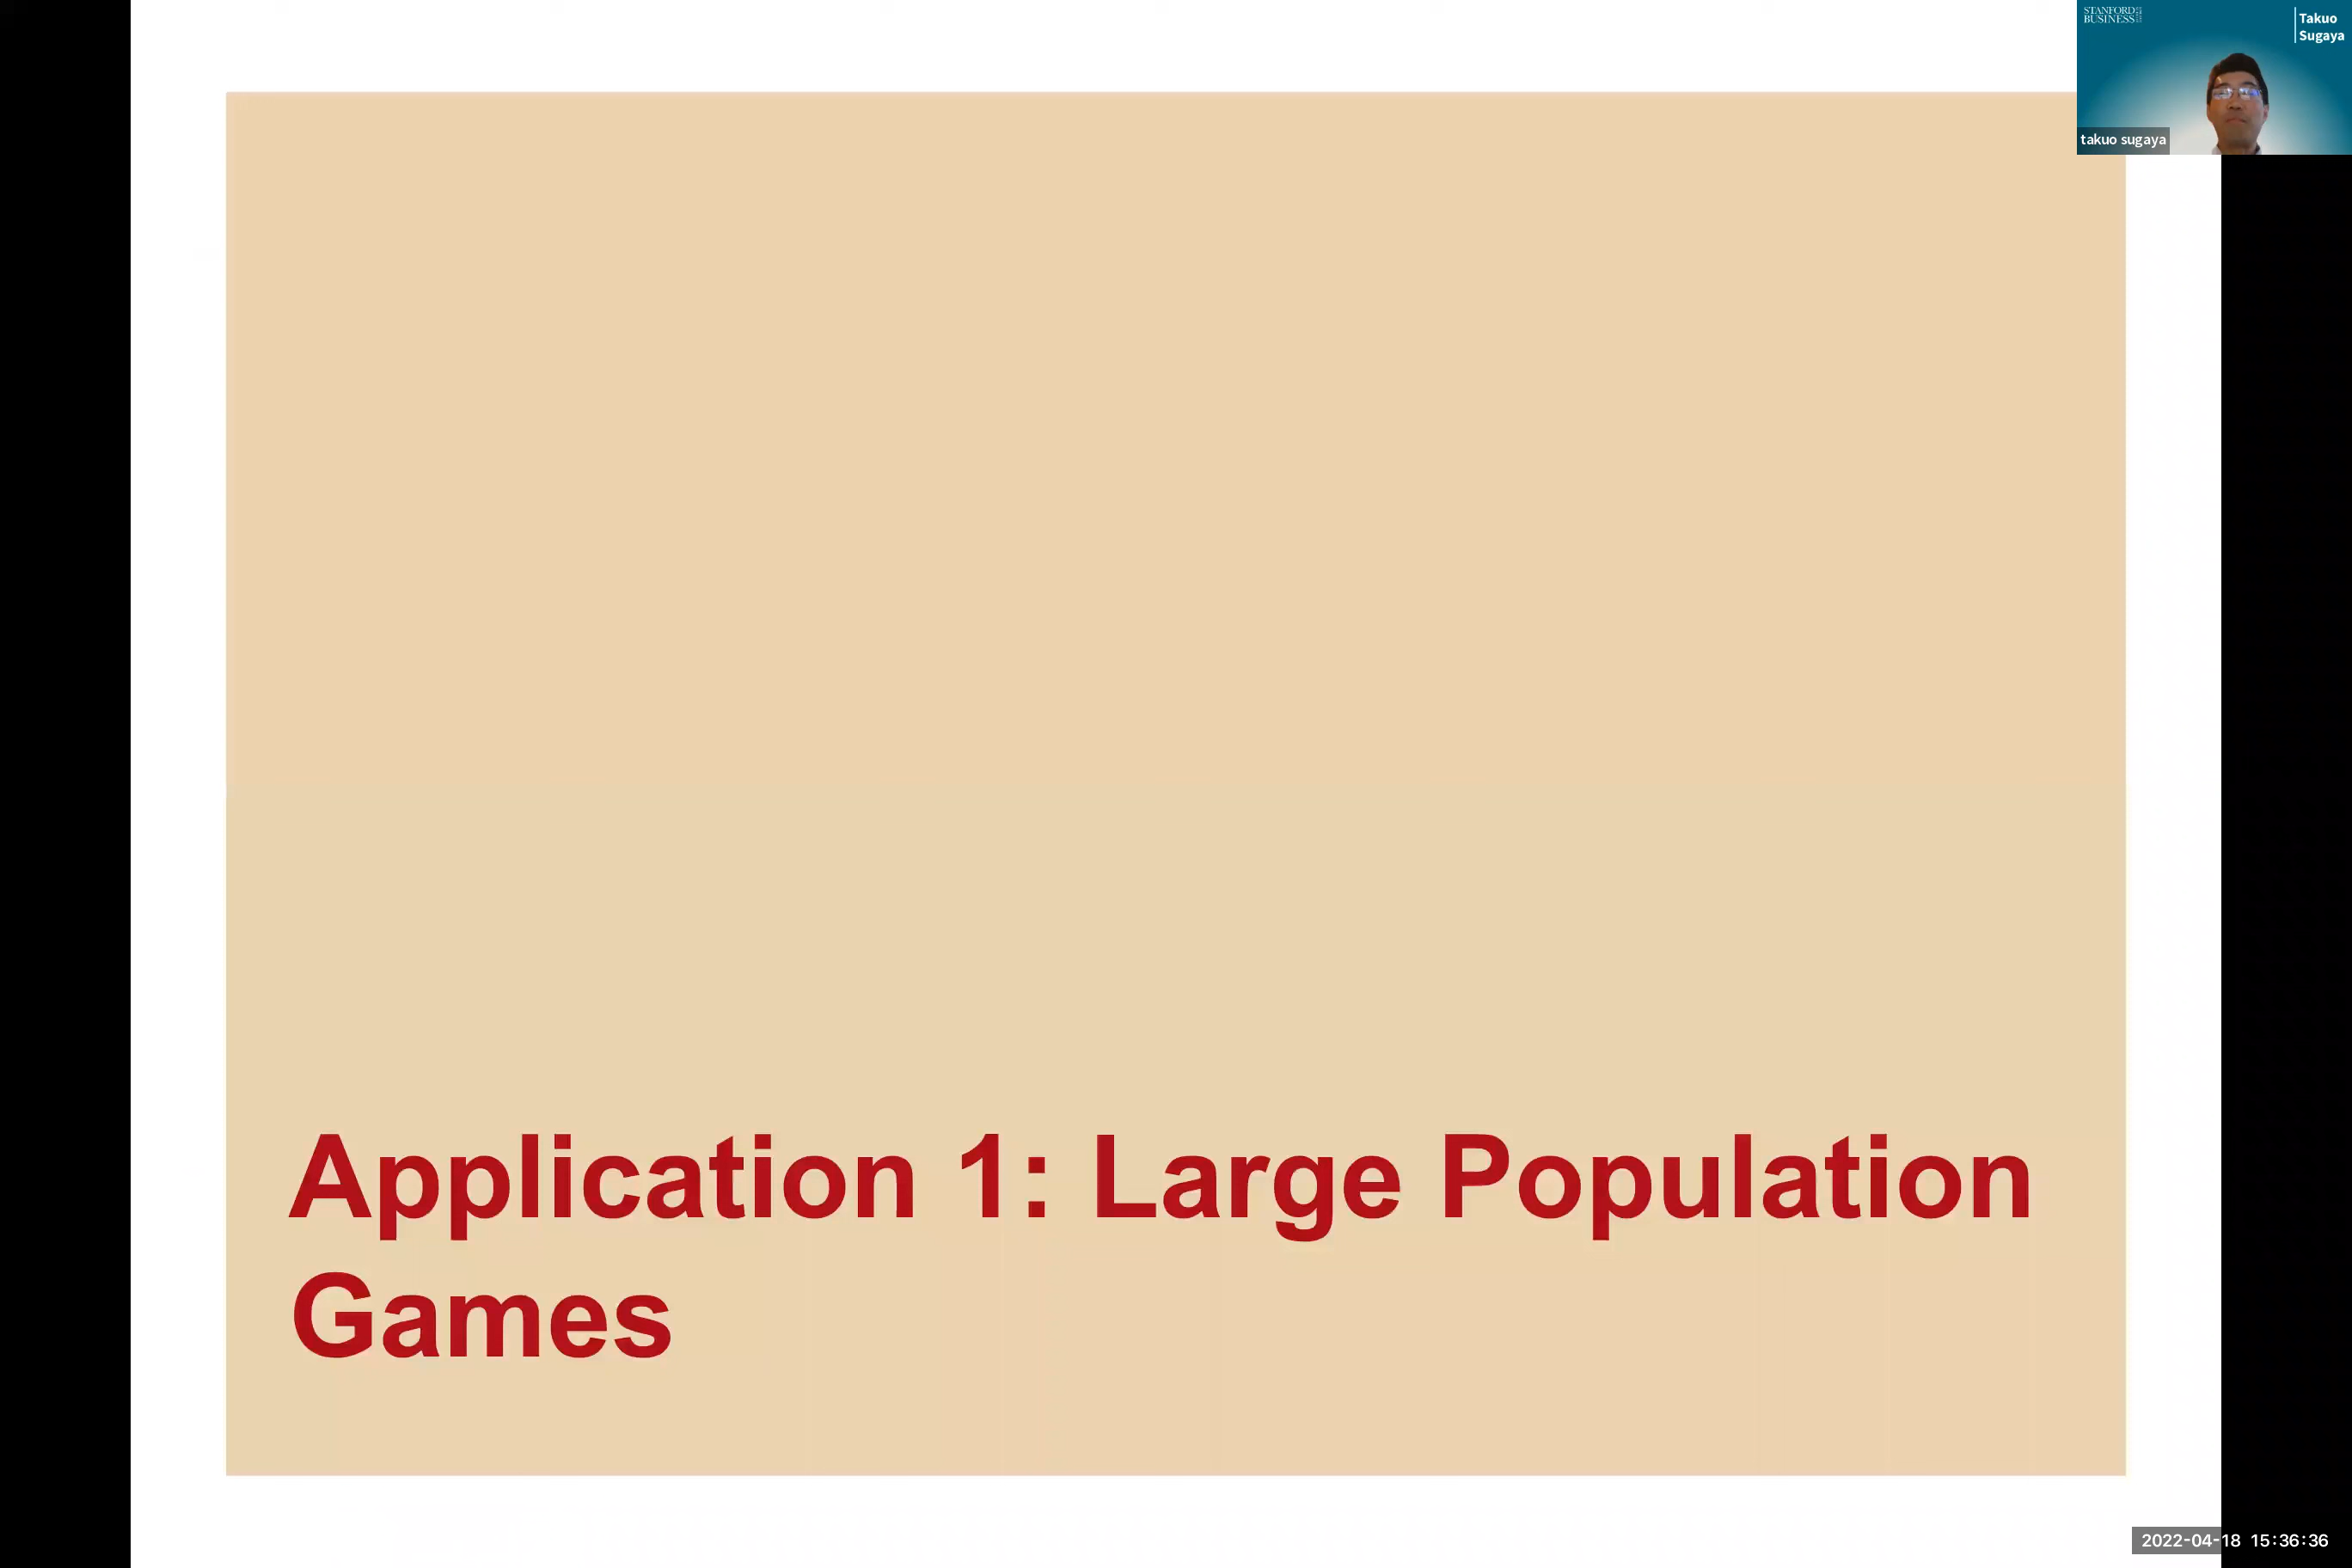 STANFORD
BUSINESS
Takuo
Sugaya
takuo sugaya
Application 1: Large Population
Games
2022-04-18 15:36:36